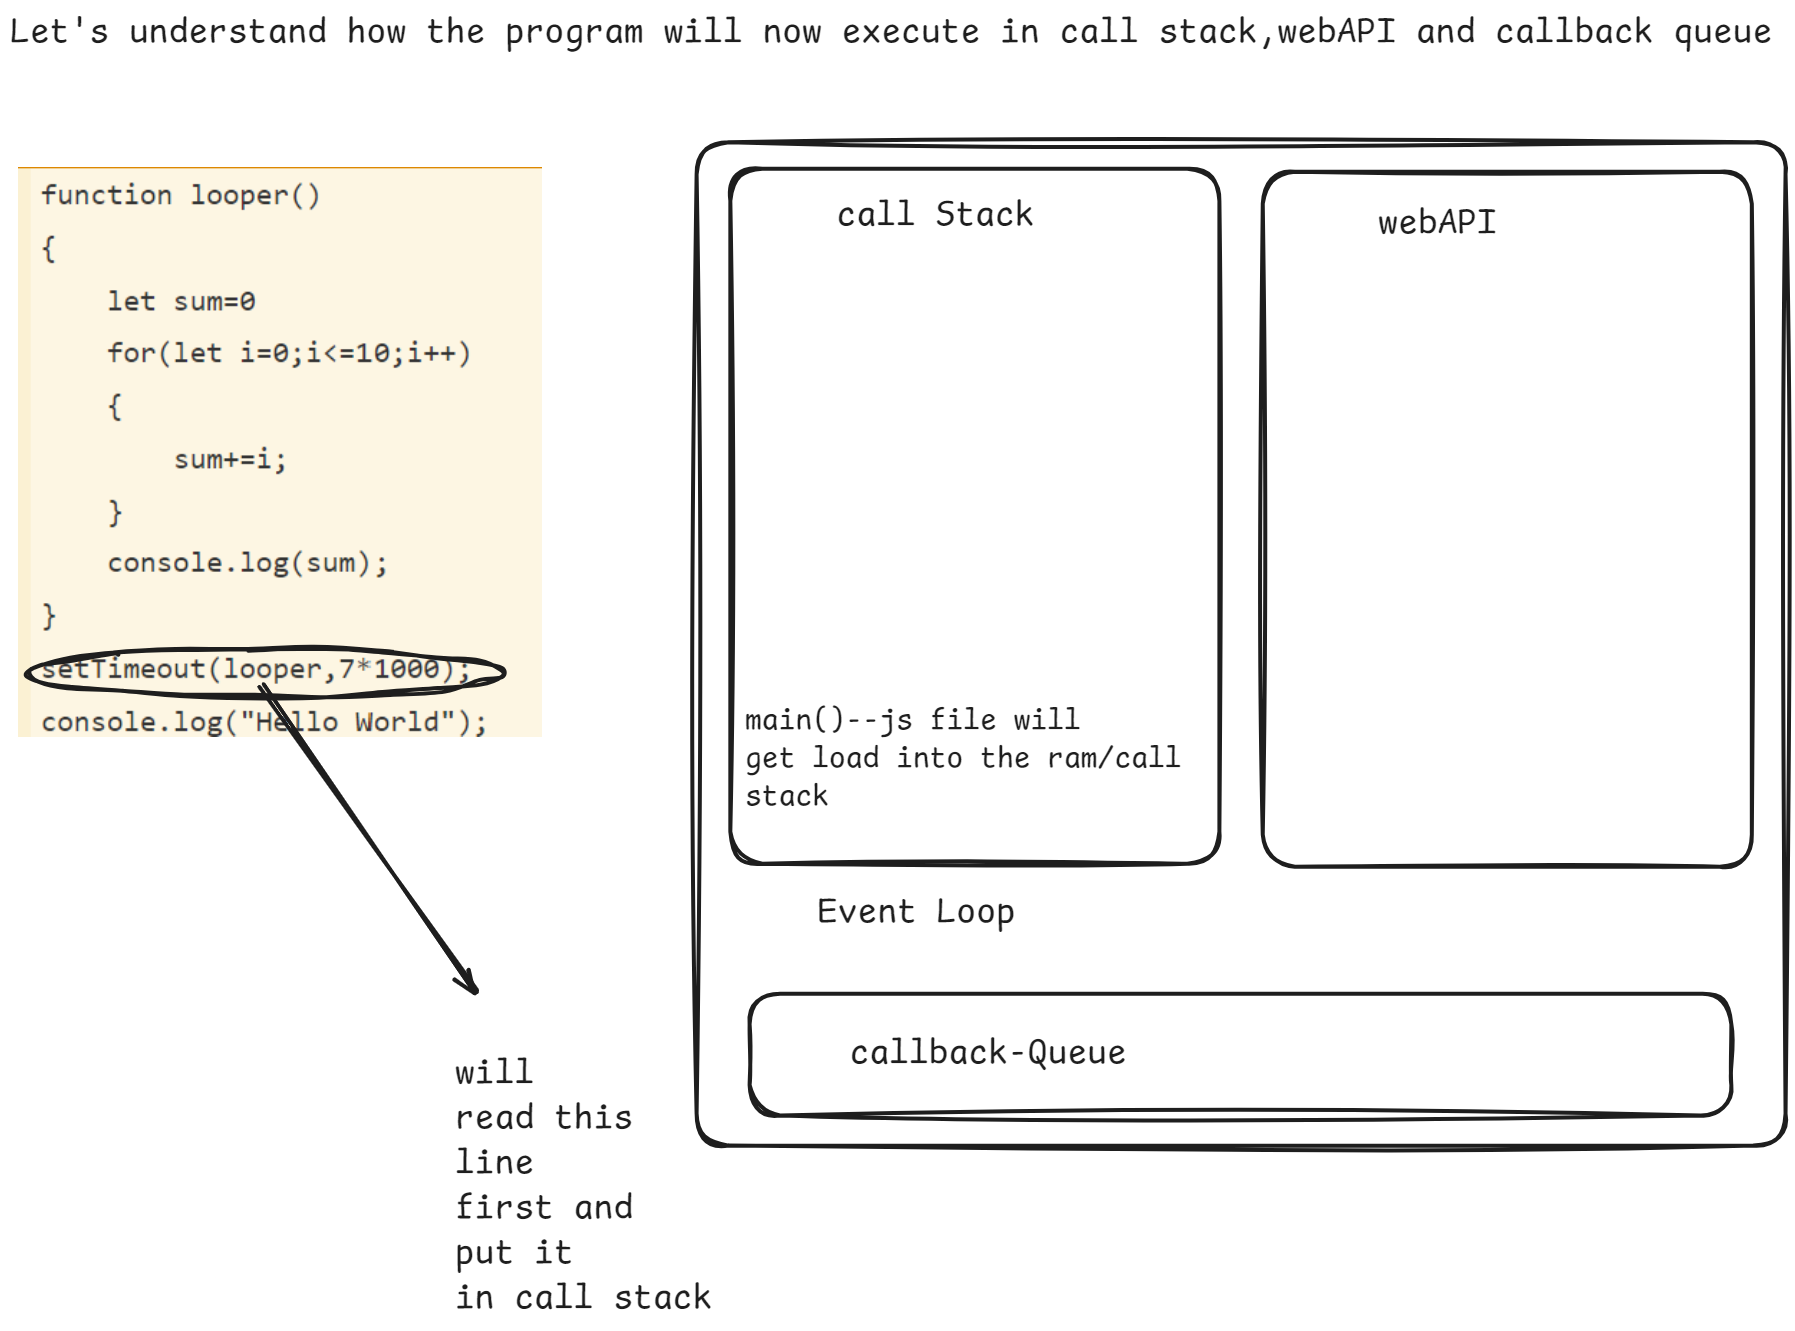 Let's understand how the program will now execute in call stack,webAPI and callback queue
function looper()
{
let sum=0
for(let i=0;i<=10;i++)
{
sum+=i;
}
console.log(sum);
}
setTimeout(looper,7*1000);
console.log("Hello World");
will
read this
line
first and
put it
in call stack
call Stack
main()--js file will
get load into the ram/call
stack
webAPI
Event Loop
callback-Queue